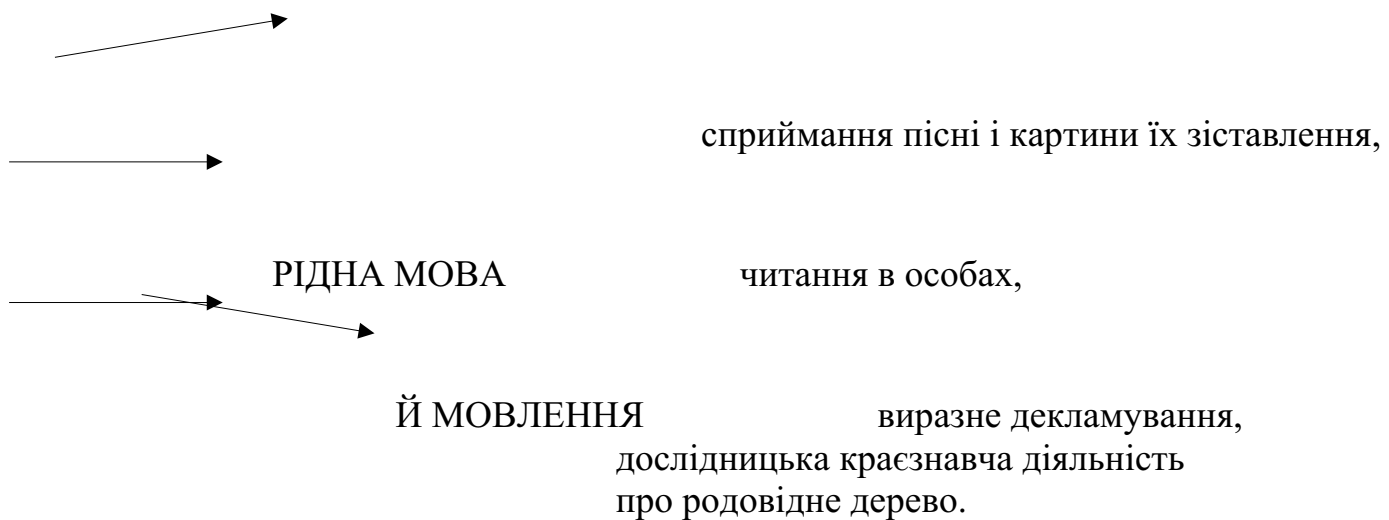 сприймання пісні і картини їх зіставлення,
РІДНА МОВА читання в особах,
Й МОВЛЕННЯ виразне декламування,
дослідницька краєзнавча діяльність
про родовідне дерево.